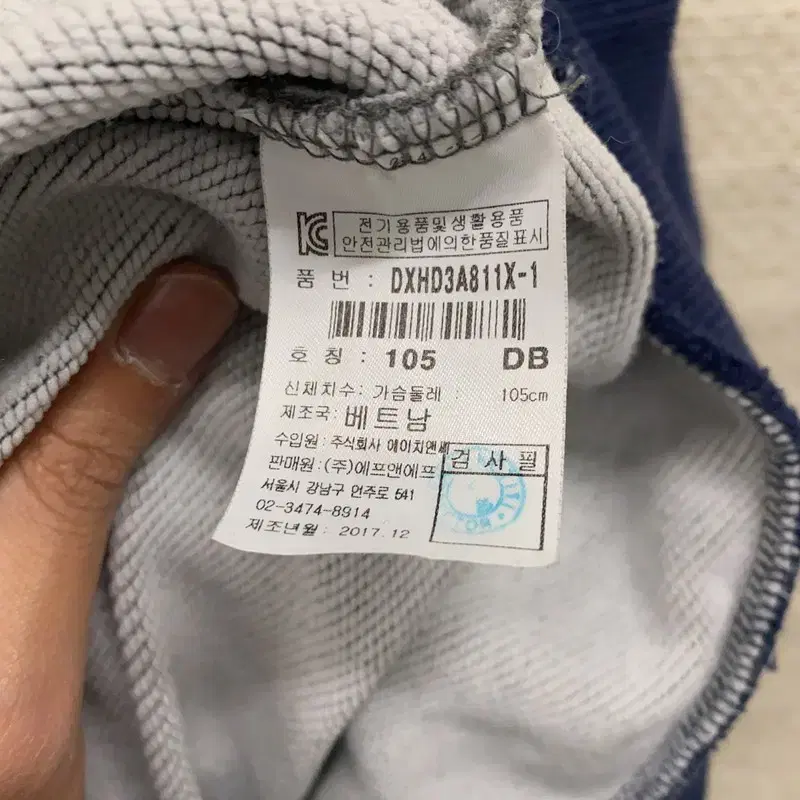 KC 전기용품및생활용품
안전관리법에의한품질표시
품 번 : DXHD3A811X-1
호 칭 : 105 DB
신체치수: 가슴둘레 : 105cm
제조국: 베트남
수입원: 주식회사 에이치앤씨
판매원:(주)에프앤에프
서울시 강남구 언주로 541
02-3474-8914
제조년월: 2017.12
검 사 필